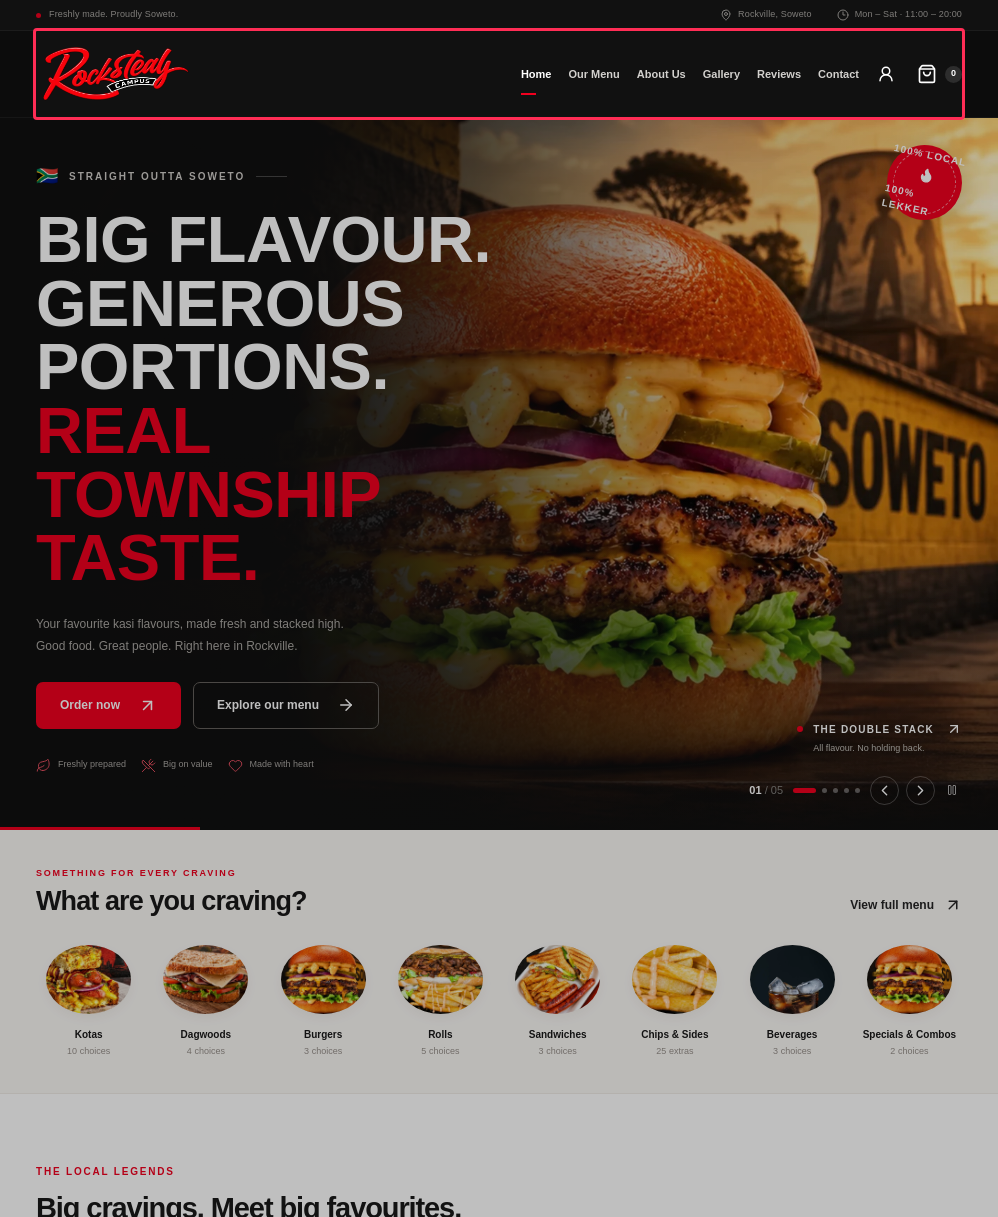 Freshly made. Proudly Soweto.
Rockville, Soweto
Mon – Sat · 11:00 – 20:00
Rocksteady
CAMPUS
Home
Our Menu
About Us
Gallery
Reviews
Contact
0
STRAIGHT OUTTA SOWETO
100% LOCAL
100%
LEKKER
BIG FLAVOUR.
GENEROUS
PORTIONS.
REAL
TOWNSHIP
TASTE.
SOWETO
Your favourite kasi flavours, made fresh and stacked high.
Good food. Great people. Right here in Rockville.
Order now
Explore our menu
THE DOUBLE STACK
All flavour. No holding back.
Freshly prepared
Big on value
Made with heart
01 / 05
SOMETHING FOR EVERY CRAVING
What are you craving?
View full menu
Kotas
10 choices
Dagwoods
4 choices
Burgers
3 choices
Rolls
5 choices
Sandwiches
3 choices
Chips & Sides
25 extras
Beverages
3 choices
Specials & Combos
2 choices
THE LOCAL LEGENDS
Big cravings. Meet big favourites.